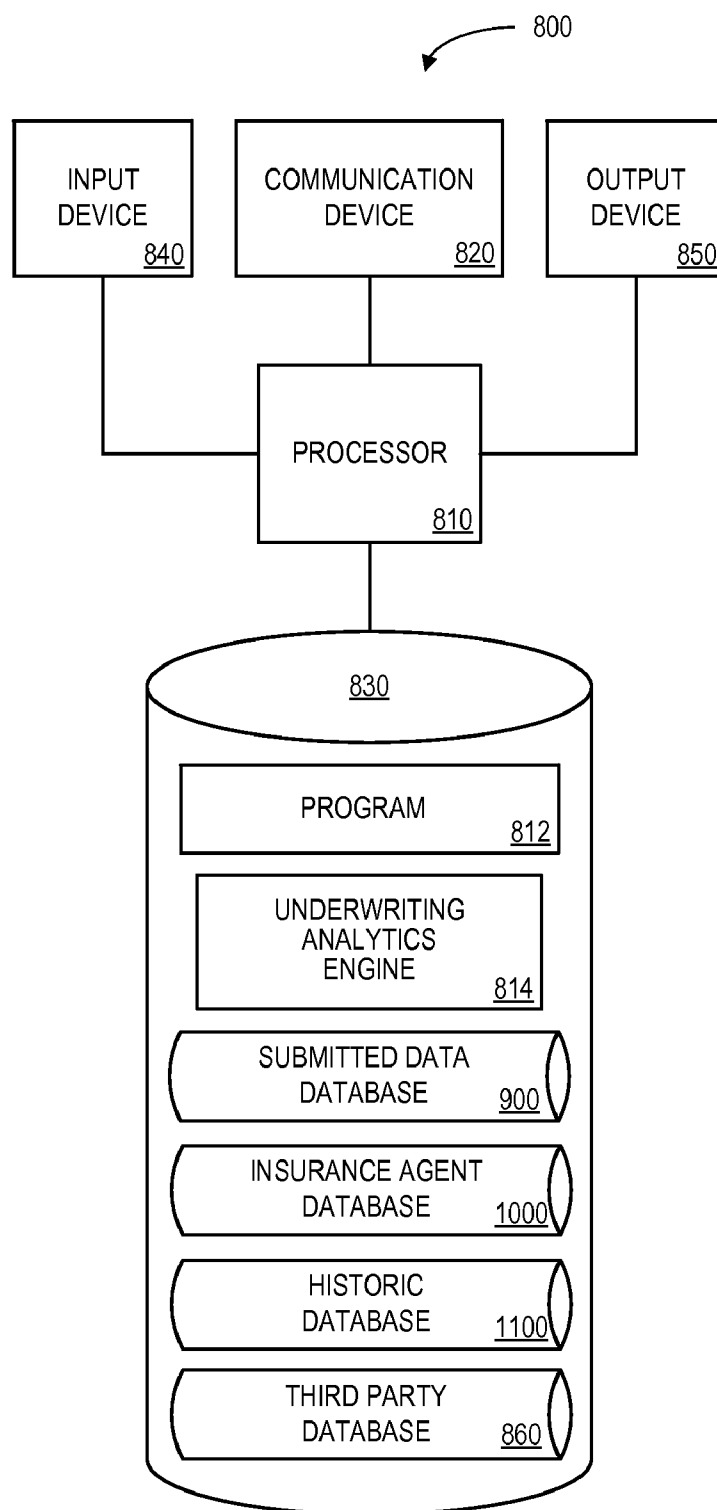 800
INPUT
DEVICE
840
COMMUNICATION
DEVICE
820
OUTPUT
DEVICE
850
PROCESSOR
810
830
PROGRAM
812
UNDERWRITING
ANALYTICS
ENGINE
814
SUBMITTED DATA
DATABASE
900
INSURANCE AGENT
DATABASE
1000
HISTORIC
DATABASE
1100
THIRD PARTY
DATABASE
860